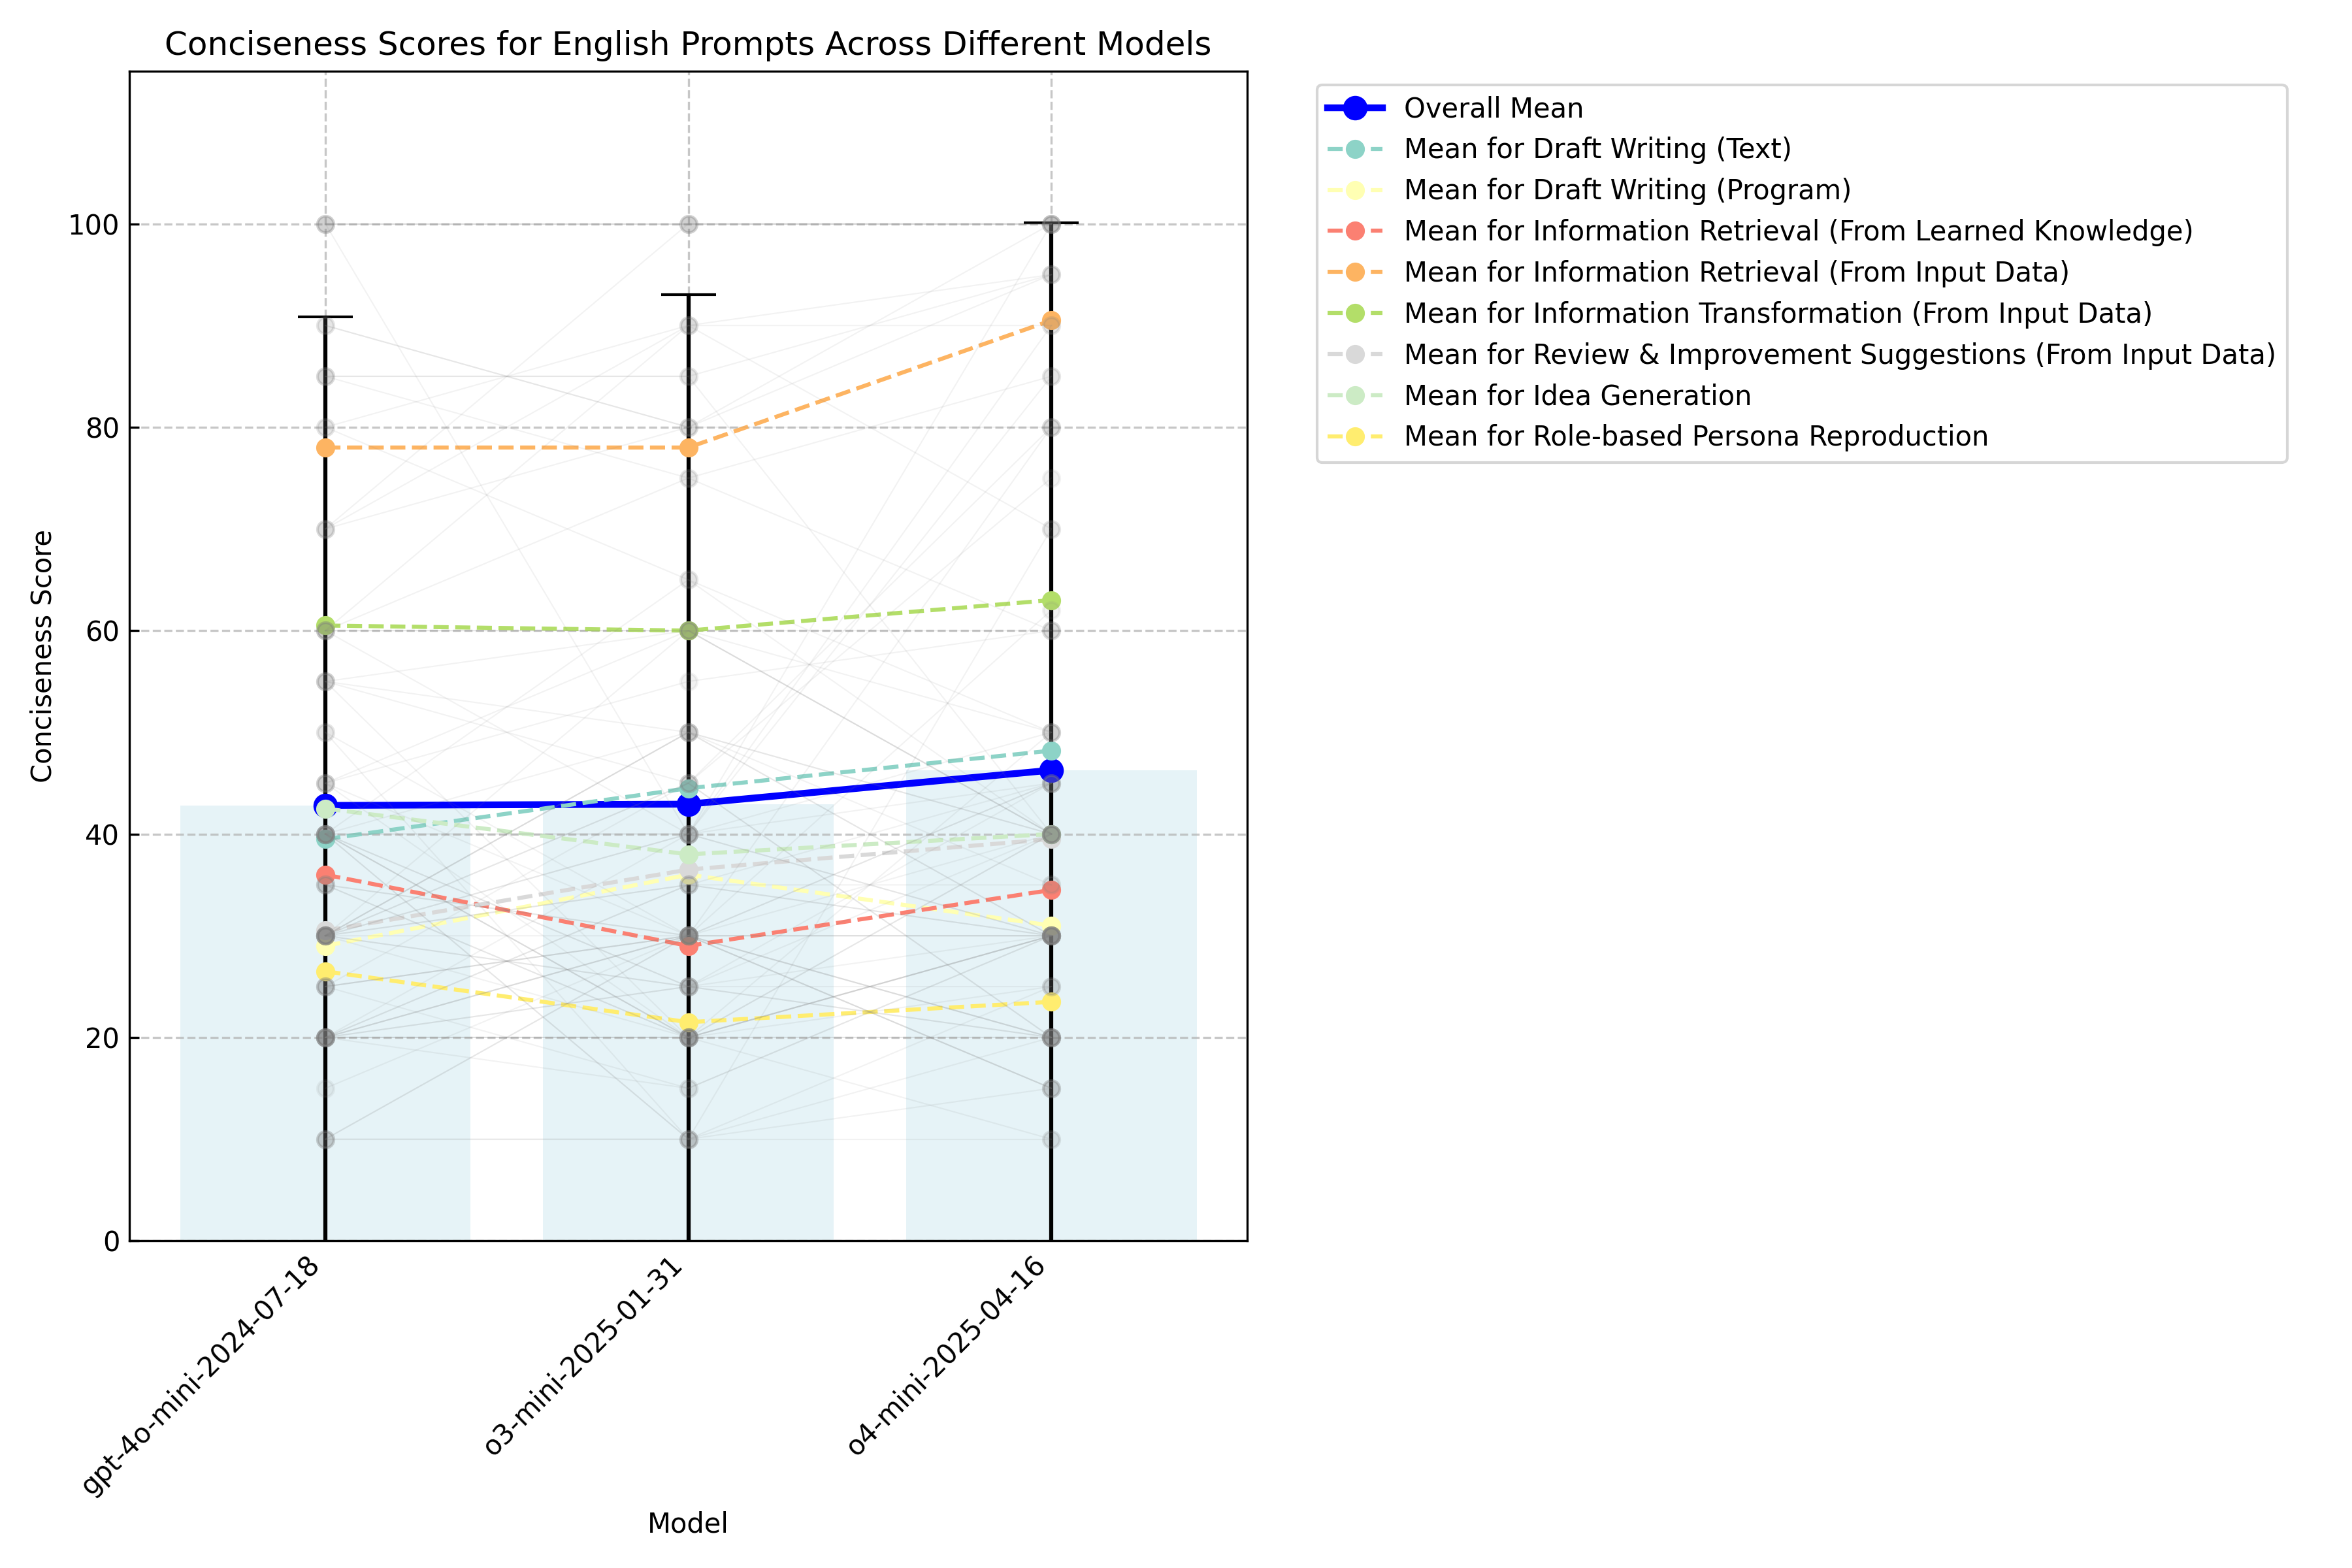 Conciseness Scores for English Prompts Across Different Models
Conciseness Score
100
80
60
40
20
0
gpt-4o-mini-2024-07-18
o3-mini-2025-01-31
o4-mini-2025-04-16
Model
Overall Mean
Mean for Draft Writing (Text)
Mean for Draft Writing (Program)
Mean for Information Retrieval (From Learned Knowledge)
Mean for Information Retrieval (From Input Data)
Mean for Information Transformation (From Input Data)
Mean for Review & Improvement Suggestions (From Input Data)
Mean for Idea Generation
Mean for Role-based Persona Reproduction